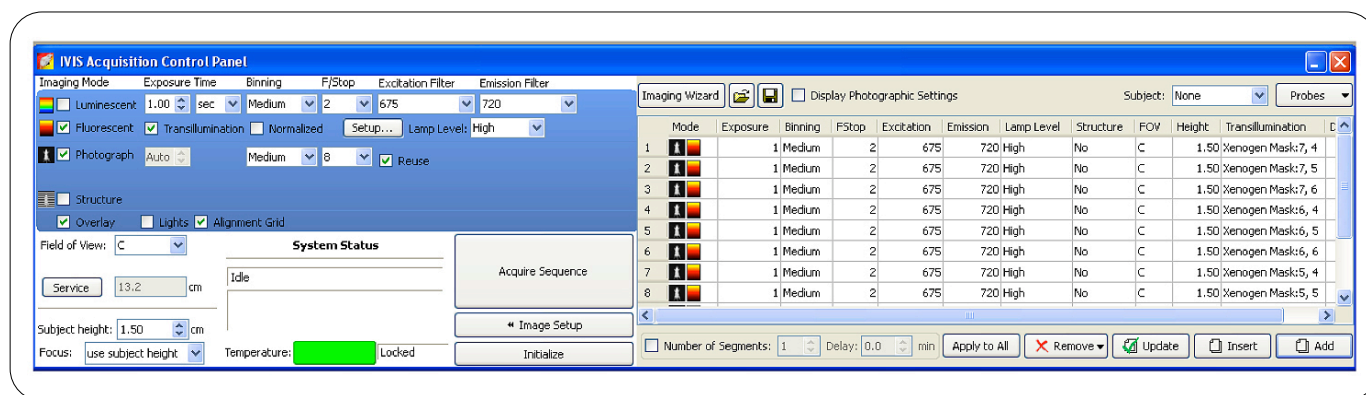 IVIS Acquisition Control Panel
Imaging Mode Exposure Time Binning F/Stop Excitation Filter Emission Filter
Luminescent 1.00 sec Medium 2 675 720
Fluorescent Transillumination Normalized Setup... Lamp Level: High
Photograph Auto Medium 8 Reuse
Structure
Overlay Lights Alignment Grid
Field of View: C System Status
Idle
Service 13.2 cm
Subject height: 1.50 cm
Focus: use subject height Temperature: Locked
Acquire Sequence
Image Setup
Initialize
Imaging Wizard Display Photographic Settings Subject: None Probes
Mode Exposure Binning FStop Excitation Emission Lamp Level Structure FOV Height Transillumination
1 1 Medium 2 675 720 High No C 1.50 Xenogen Mask:7, 4
2 1 Medium 2 675 720 High No C 1.50 Xenogen Mask:7, 5
3 1 Medium 2 675 720 High No C 1.50 Xenogen Mask:7, 6
4 1 Medium 2 675 720 High No C 1.50 Xenogen Mask:6, 4
5 1 Medium 2 675 720 High No C 1.50 Xenogen Mask:6, 5
6 1 Medium 2 675 720 High No C 1.50 Xenogen Mask:6, 6
7 1 Medium 2 675 720 High No C 1.50 Xenogen Mask:5, 4
8 1 Medium 2 675 720 High No C 1.50 Xenogen Mask:5, 5
Number of Segments: 1 Delay: 0.0 min Apply to All Remove Update Insert Add